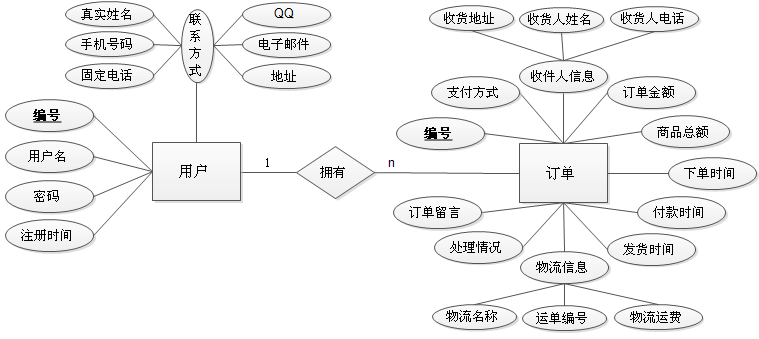 真实姓名
手机号码
固定电话
联系方式
QQ
电子邮件
地址
编号
用户名
密码
注册时间
用户
1
拥有
n
收货地址
收货人姓名
收货人电话
收件人信息
支付方式
订单金额
编号
商品总额
订单
下单时间
订单留言
付款时间
处理情况
发货时间
物流信息
物流名称
运单编号
物流运费